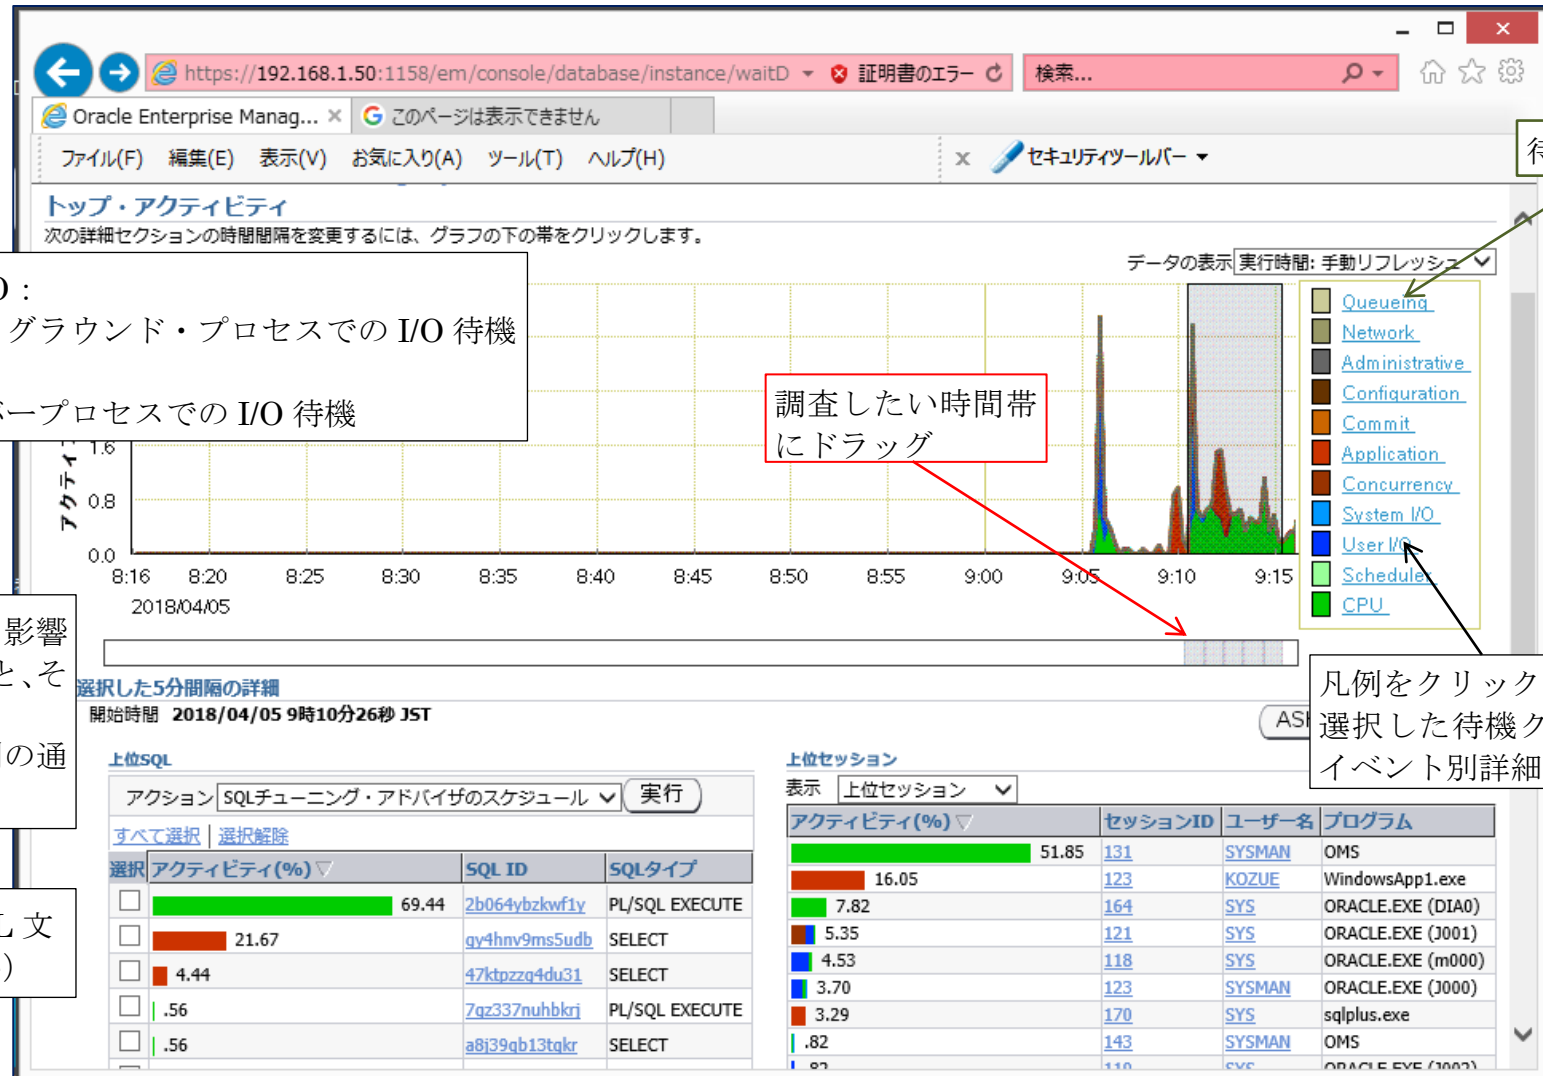 https://192.168.1.50:1158/em/console/database/instance/waitD
証明書のエラー
検索...
Oracle Enterprise Manag...
このページは表示できません
ファイル(F) 編集(E) 表示(V) お気に入り(A) ツール(T) ヘルプ(H)
x セキュリティツールバー
待
トップ・アクティビティ
次の詳細セクションの時間間隔を変更するには、グラフの下の帯をクリックします。
データの表示 実行時間: 手動リフレッシュ
O：
グラウンド・プロセスでの I/O 待機
ープロセスでの I/O 待機
調査したい時間帯
にドラッグ
Queueing
Network
Administrative
Configuration
Commit
Application
Concurrency
System I/O
User I/O
Scheduler
CPU
アクティ
1.6
0.8
0.0
8:16 8:20 8:25 8:30 8:35 8:40 8:45 8:50 8:55 9:00 9:05 9:10 9:15
2018/04/05
影響
と、そ
の通
L 文
)
凡例をクリック
選択した待機ク
イベント別詳細
選択した5分間隔の詳細
開始時間 2018/04/05 9時10分26秒 JST
ASH
上位SQL
アクション SQLチューニング・アドバイザのスケジュール 実行
すべて選択 | 選択解除
選択 アクティビティ(%) SQL ID SQLタイプ
69.44 2b064ybzkwf1y PL/SQL EXECUTE
21.67 gy4hnv9ms5udb SELECT
4.44 47ktpzzq4du31 SELECT
.56 7gz337nuhbkrj PL/SQL EXECUTE
.56 a8j39qb13tqkr SELECT
上位セッション
表示 上位セッション
アクティビティ(%) セッションID ユーザー名 プログラム
51.85 131 SYSMAN OMS
16.05 123 KOZUE WindowsApp1.exe
7.82 164 SYS ORACLE.EXE (DIA0)
5.35 121 SYS ORACLE.EXE (J001)
4.53 118 SYS ORACLE.EXE (m000)
3.70 123 SYSMAN ORACLE.EXE (J000)
3.29 170 SYS sqlplus.exe
.82 143 SYSMAN OMS
.82 119 SYS ORACLE.EXE (J002)